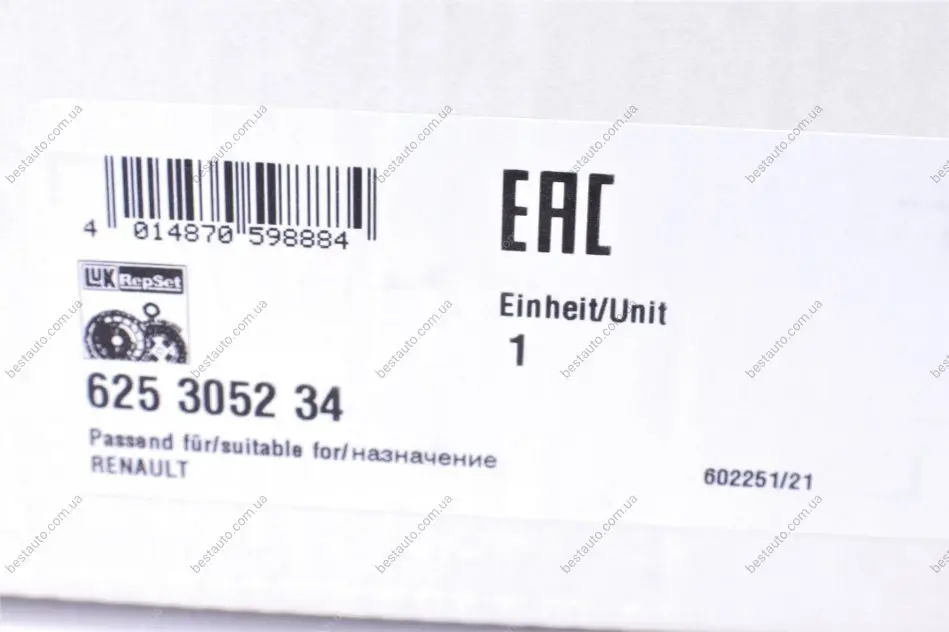 4 014870 598884
EAC
LuK RepSet
Einheit/Unit
1
625 3052 34
Passend für/suitable for/назначение
RENAULT
602251/21
bestauto.com.ua